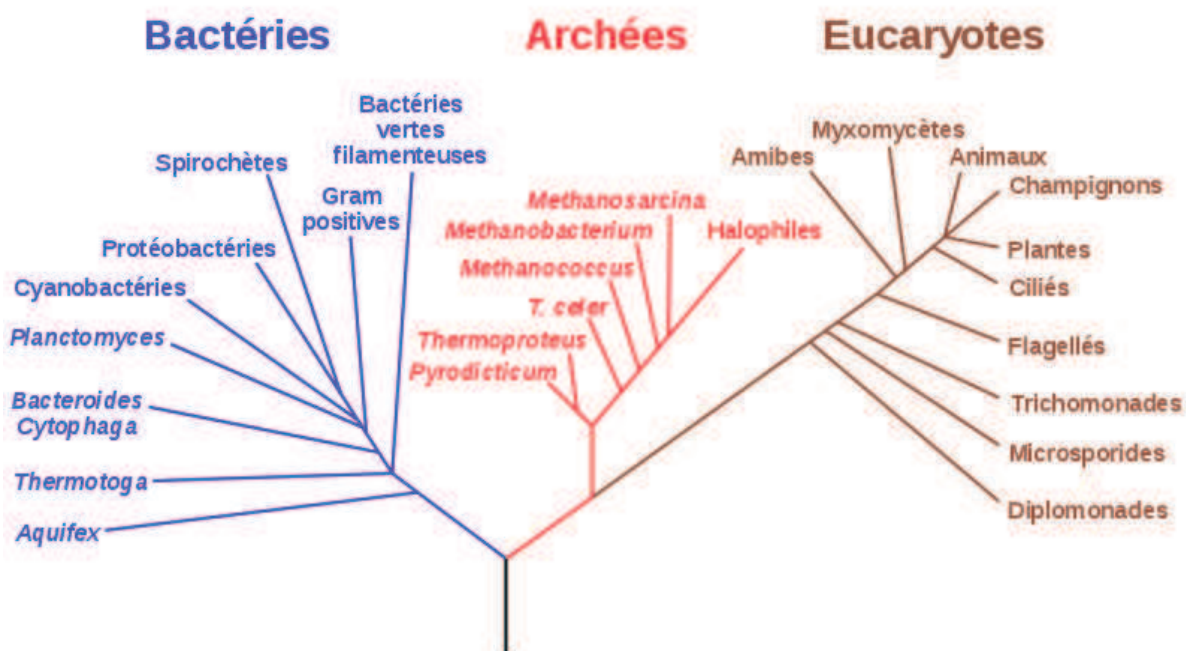 Bactéries
Archées
Eucaryotes
Bactéries
vertes
filamenteuses
Spirochètes
Gram
positives
Protéobactéries
Cyanobactéries
Planctomyces
Bacteroides
Cytophaga
Thermotoga
Aquifex
Methanosarcina
Methanobacterium
Halophiles
Methanococcus
T. celer
Thermoproteus
Pyrodicticum
Myxomycètes
Amibes
Animaux
Champignons
Plantes
Ciliés
Flagellés
Trichomonades
Microsporides
Diplomonades